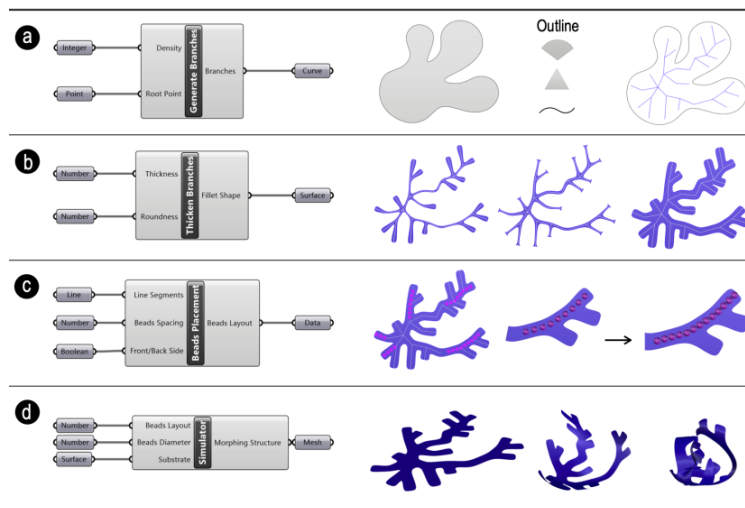 a
Integer
Density
Generate Branches
Branches
Curve
Point
Root Point
Outline
b
Number
Thickness
Thicken Branches
Fillet Shape
Surface
Number
Roundness
c
Line
Line Segments
Beads Placement
Number
Beads Spacing
Beads Layout
Data
Boolean
Front/Back Side
d
Number
Beads Layout
Simulator
Number
Beads Diameter
Morphing Structure
Mesh
Surface
Substrate